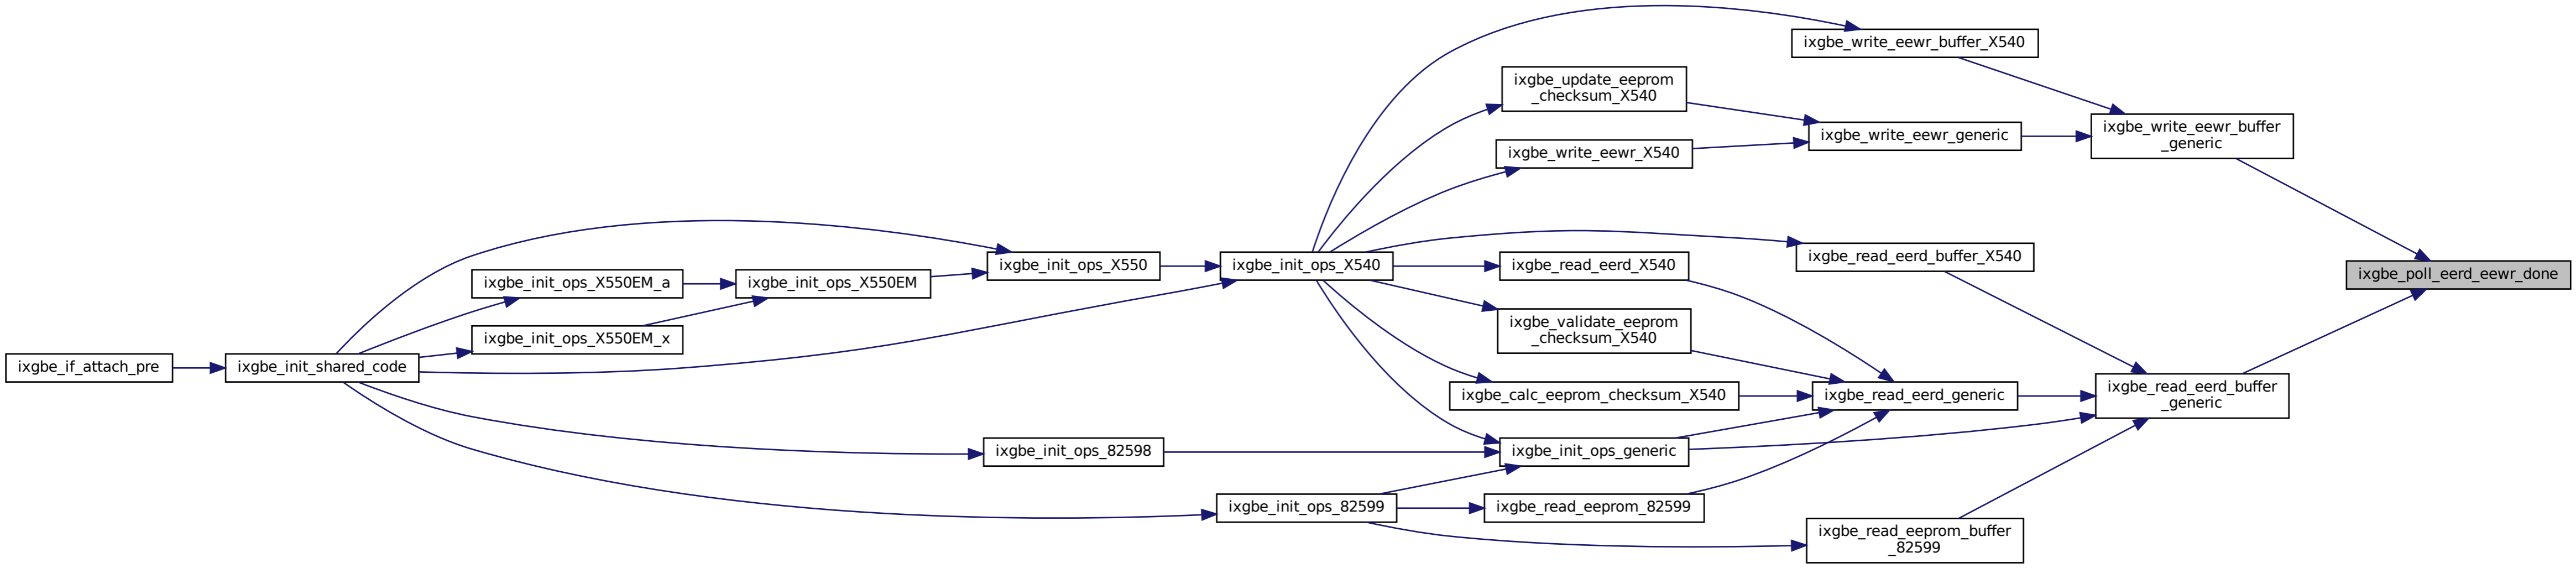 ixgbe_write_eewr_buffer_X540
ixgbe_update_eeprom
_checksum_X540
ixgbe_write_eewr_generic
ixgbe_write_eewr_buffer
_generic
ixgbe_write_eewr_X540
ixgbe_read_eerd_buffer_X540
ixgbe_init_ops_X550
ixgbe_init_ops_X540
ixgbe_read_eerd_X540
ixgbe_poll_eerd_eewr_done
ixgbe_init_ops_X550EM_a
ixgbe_init_ops_X550EM
ixgbe_validate_eeprom
_checksum_X540
ixgbe_init_ops_X550EM_x
ixgbe_if_attach_pre
ixgbe_init_shared_code
ixgbe_calc_eeprom_checksum_X540
ixgbe_read_eerd_generic
ixgbe_read_eerd_buffer
_generic
ixgbe_init_ops_82598
ixgbe_init_ops_generic
ixgbe_init_ops_82599
ixgbe_read_eeprom_82599
ixgbe_read_eeprom_buffer
_82599